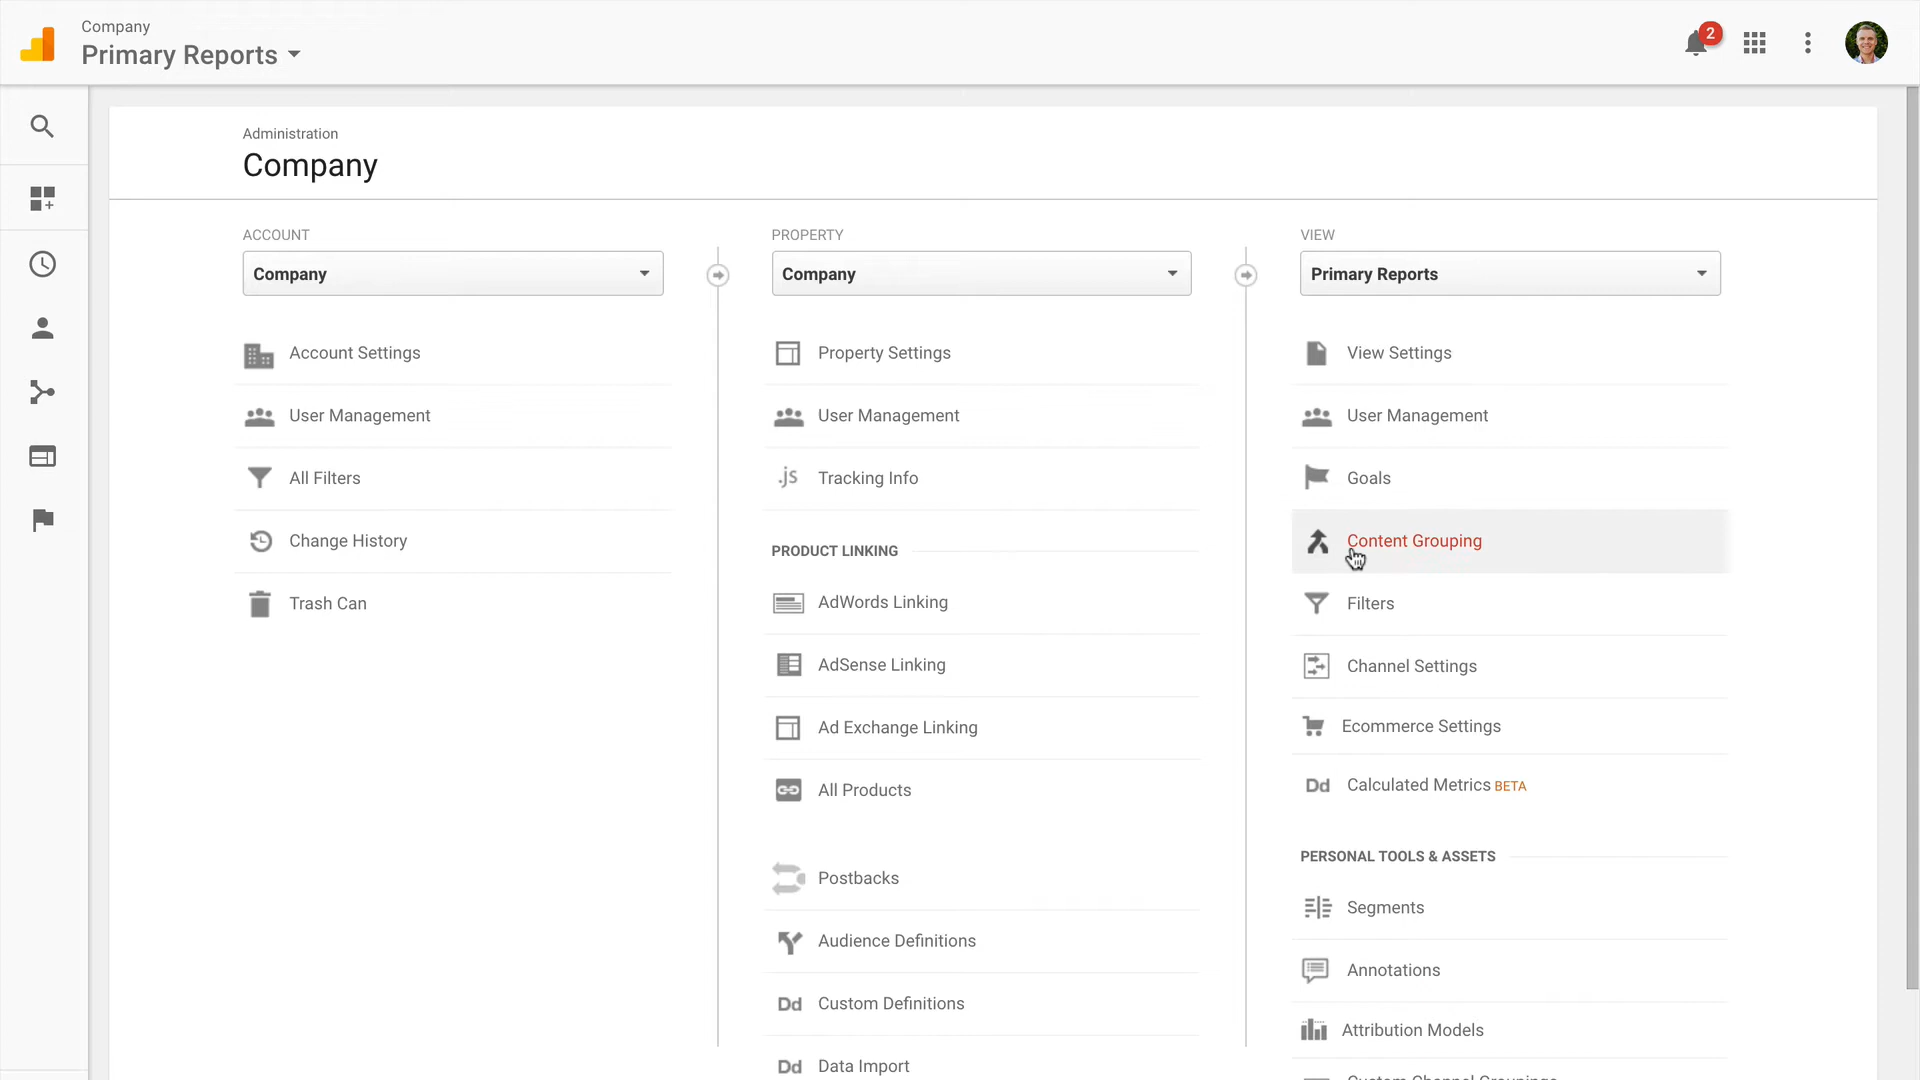 Company
Primary Reports
2
Administration
Company
ACCOUNT
Company
Account Settings
User Management
All Filters
Change History
Trash Can
PROPERTY
Company
Property Settings
User Management
.js Tracking Info
PRODUCT LINKING
AdWords Linking
AdSense Linking
Ad Exchange Linking
All Products
Postbacks
Audience Definitions
Dd Custom Definitions
Dd Data Import
VIEW
Primary Reports
View Settings
User Management
Goals
Content Grouping
Filters
Channel Settings
Ecommerce Settings
Dd Calculated Metrics BETA
PERSONAL TOOLS & ASSETS
Segments
Annotations
Attribution Models
Custom Channel Groupings